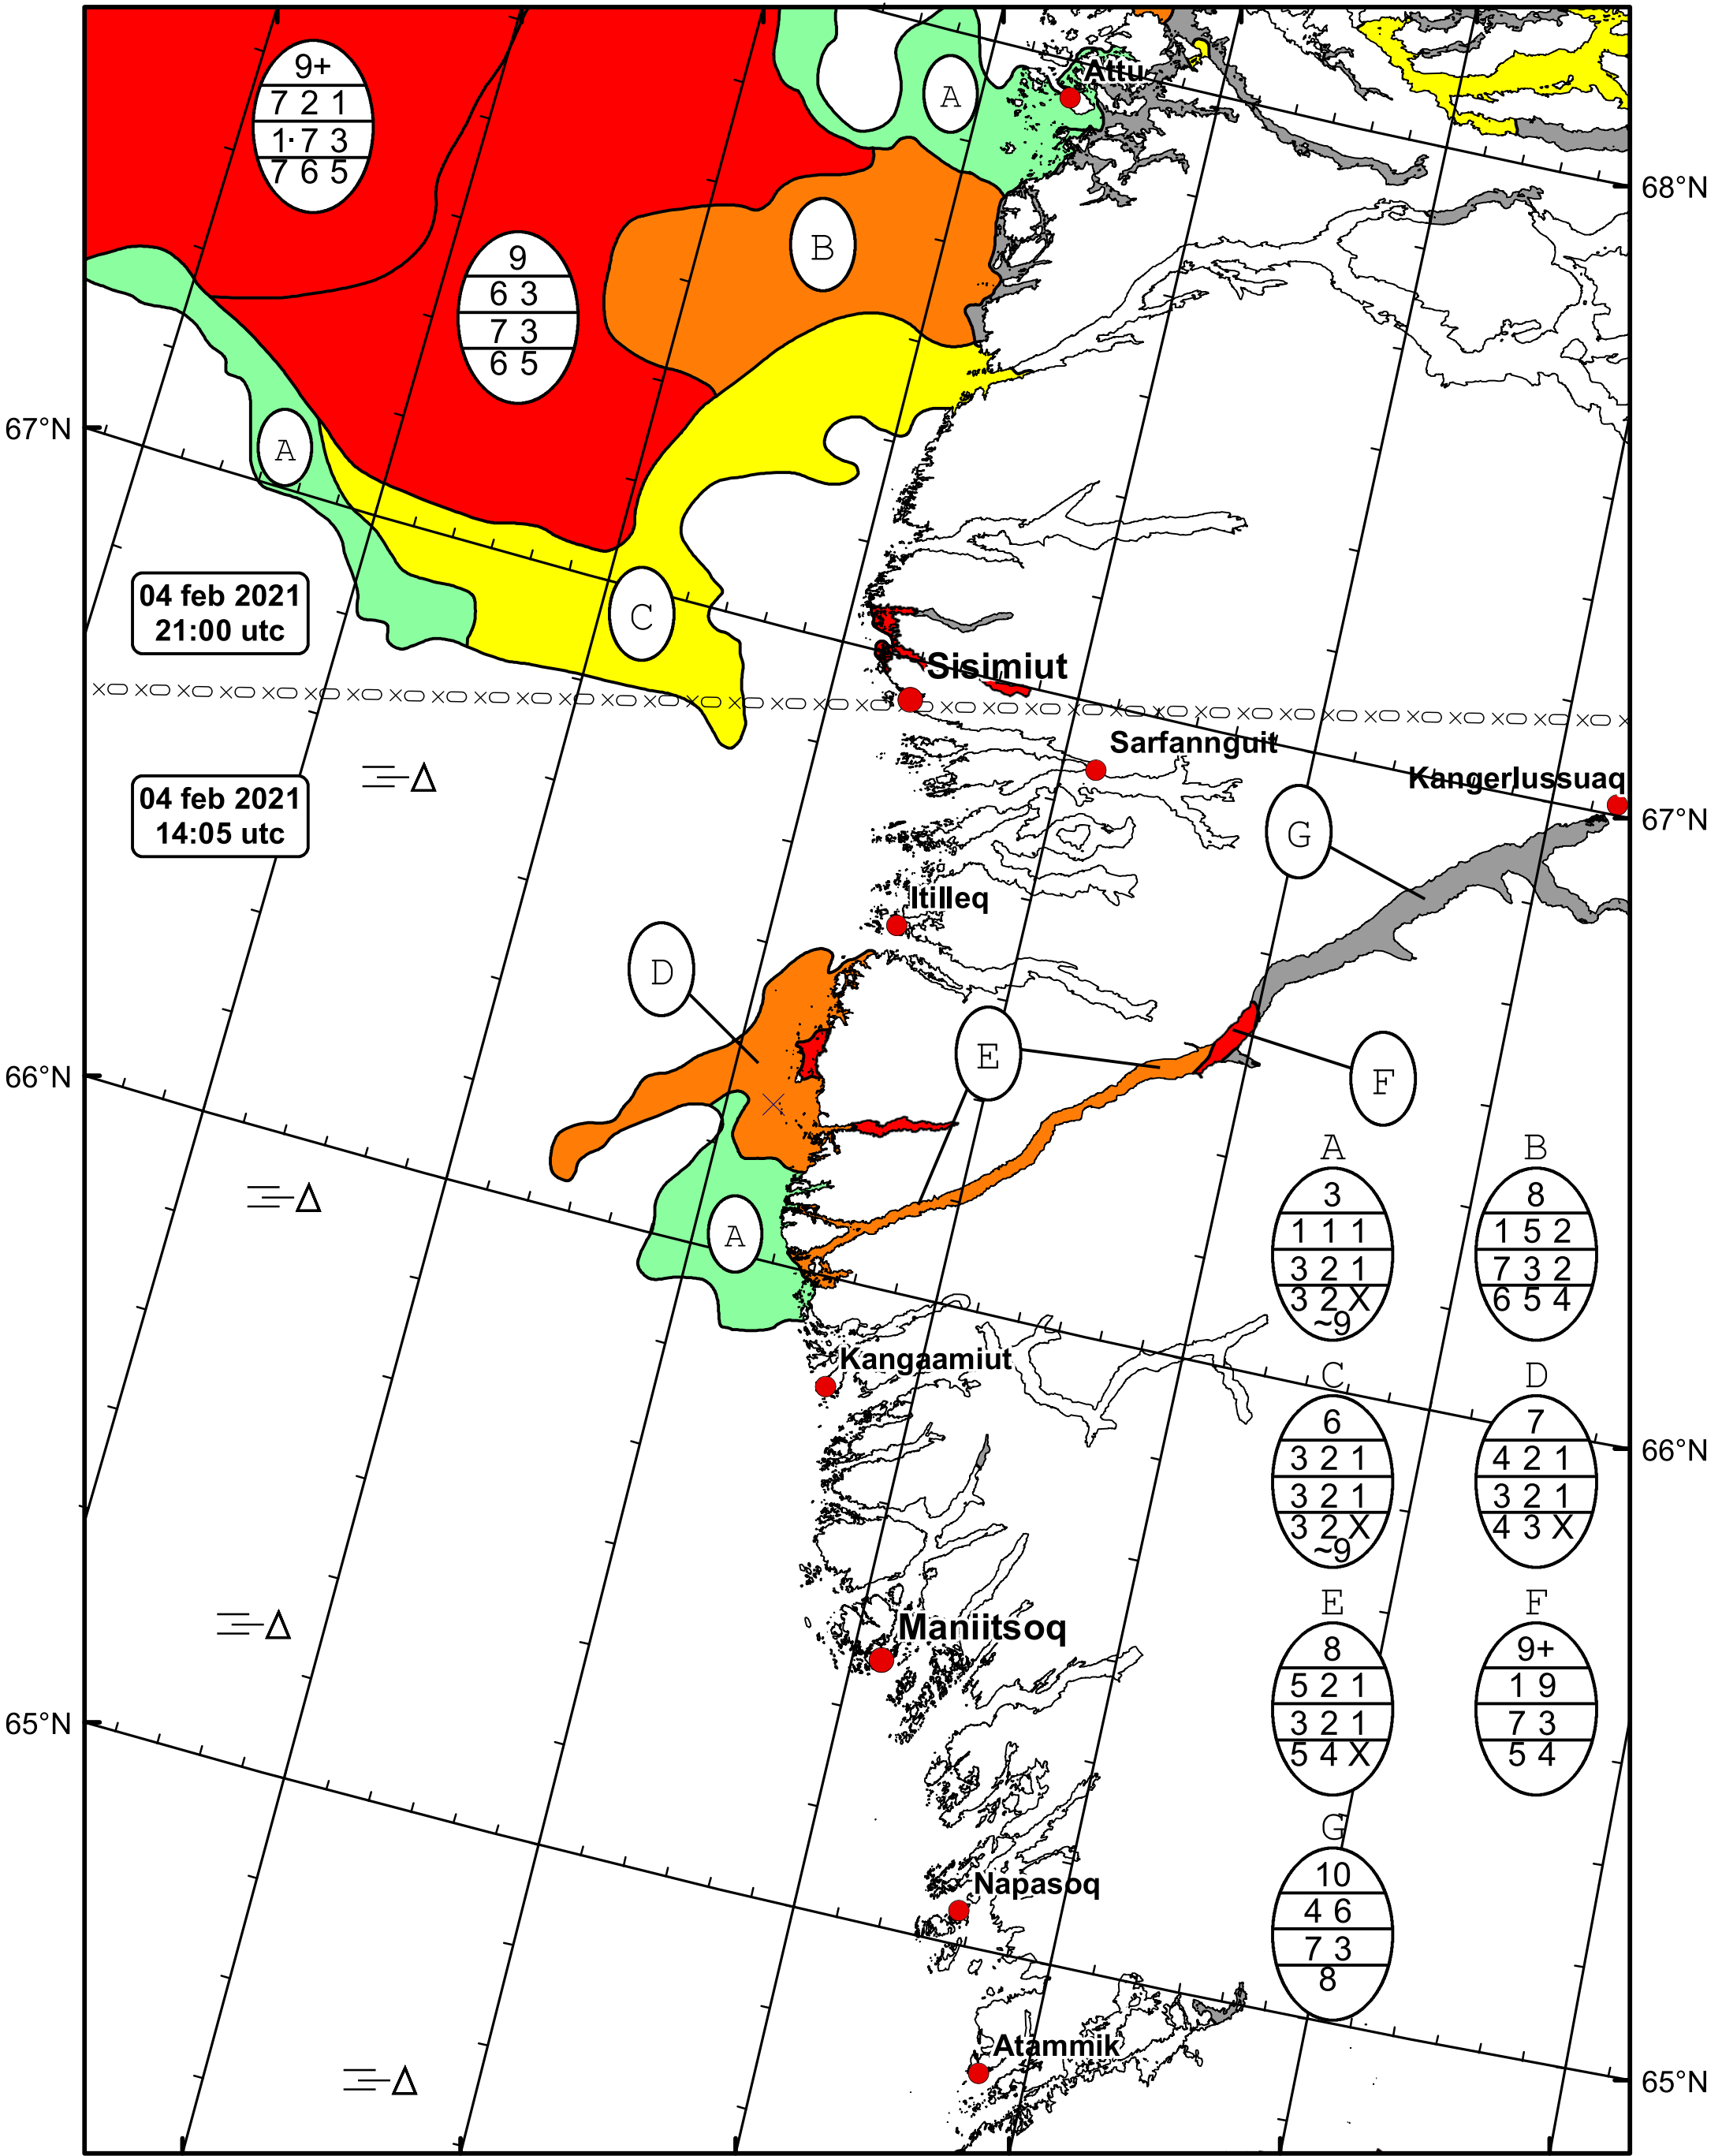 9+
7 2 1
1·7 3
7 6 5
A
Attu
68°N
B
9
6 3
7 3
6 5
67°N
A
04 feb 2021
21:00 utc
C
Sisimiut
Sarfannguit
Kangerlussuaq
04 feb 2021
14:05 utc
67°N
G
Itilleq
D
E
66°N
F
A
A
3
1 1 1
3 2 1
3 2 X
~9
B
8
1 5 2
7 3 2
6 5 4
Kangaamiut
C
6
3 2 1
3 2 1
3 2 X
~9
D
7
4 2 1
3 2 1
4 3 X
66°N
Maniitsoq
E
8
5 2 1
3 2 1
5 4 X
F
9+
1 9
7 3
5 4
65°N
G
10
4 6
7 3
8
Napasoq
Atammik
65°N